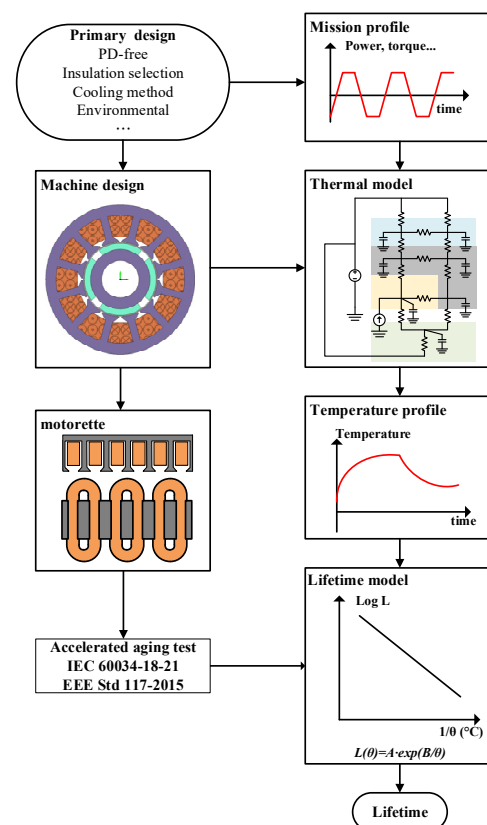 Primary design
PD-free
Insulation selection
Cooling method
Environmental
…
Mission profile
Power, torque...
time
Machine design
Thermal model
motorette
Temperature profile
Temperature
time
Accelerated aging test
IEC 60034-18-21
EEE Std 117-2015
Lifetime model
Log L
1/θ (°C)
L(θ)=A·exp(B/θ)
Lifetime